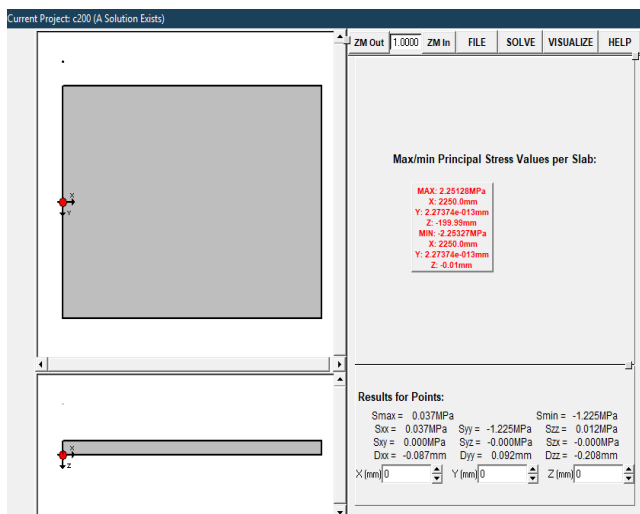 Current Project: c200 (A Solution Exists)
ZM Out 1.0000 ZM In FILE SOLVE VISUALIZE HELP
X
Y
Max/min Principal Stress Values per Slab:
MAX: 2.25128MPa
X: 2250.0mm
Y: 2.27374e-013mm
Z: -199.99mm
MIN: -2.25327MPa
X: 2250.0mm
Y: 2.27374e-013mm
Z: -0.01mm
X
Z
Results for Points:
Smax = 0.037MPa Smin = -1.225MPa
Sxx = 0.037MPa Syy = -1.225MPa Szz = 0.012MPa
Sxy = 0.000MPa Syz = -0.000MPa Szx = -0.000MPa
Dxx = -0.087mm Dyy = 0.092mm Dzz = -0.208mm
X (mm) 0 Y (mm) 0 Z (mm) 0